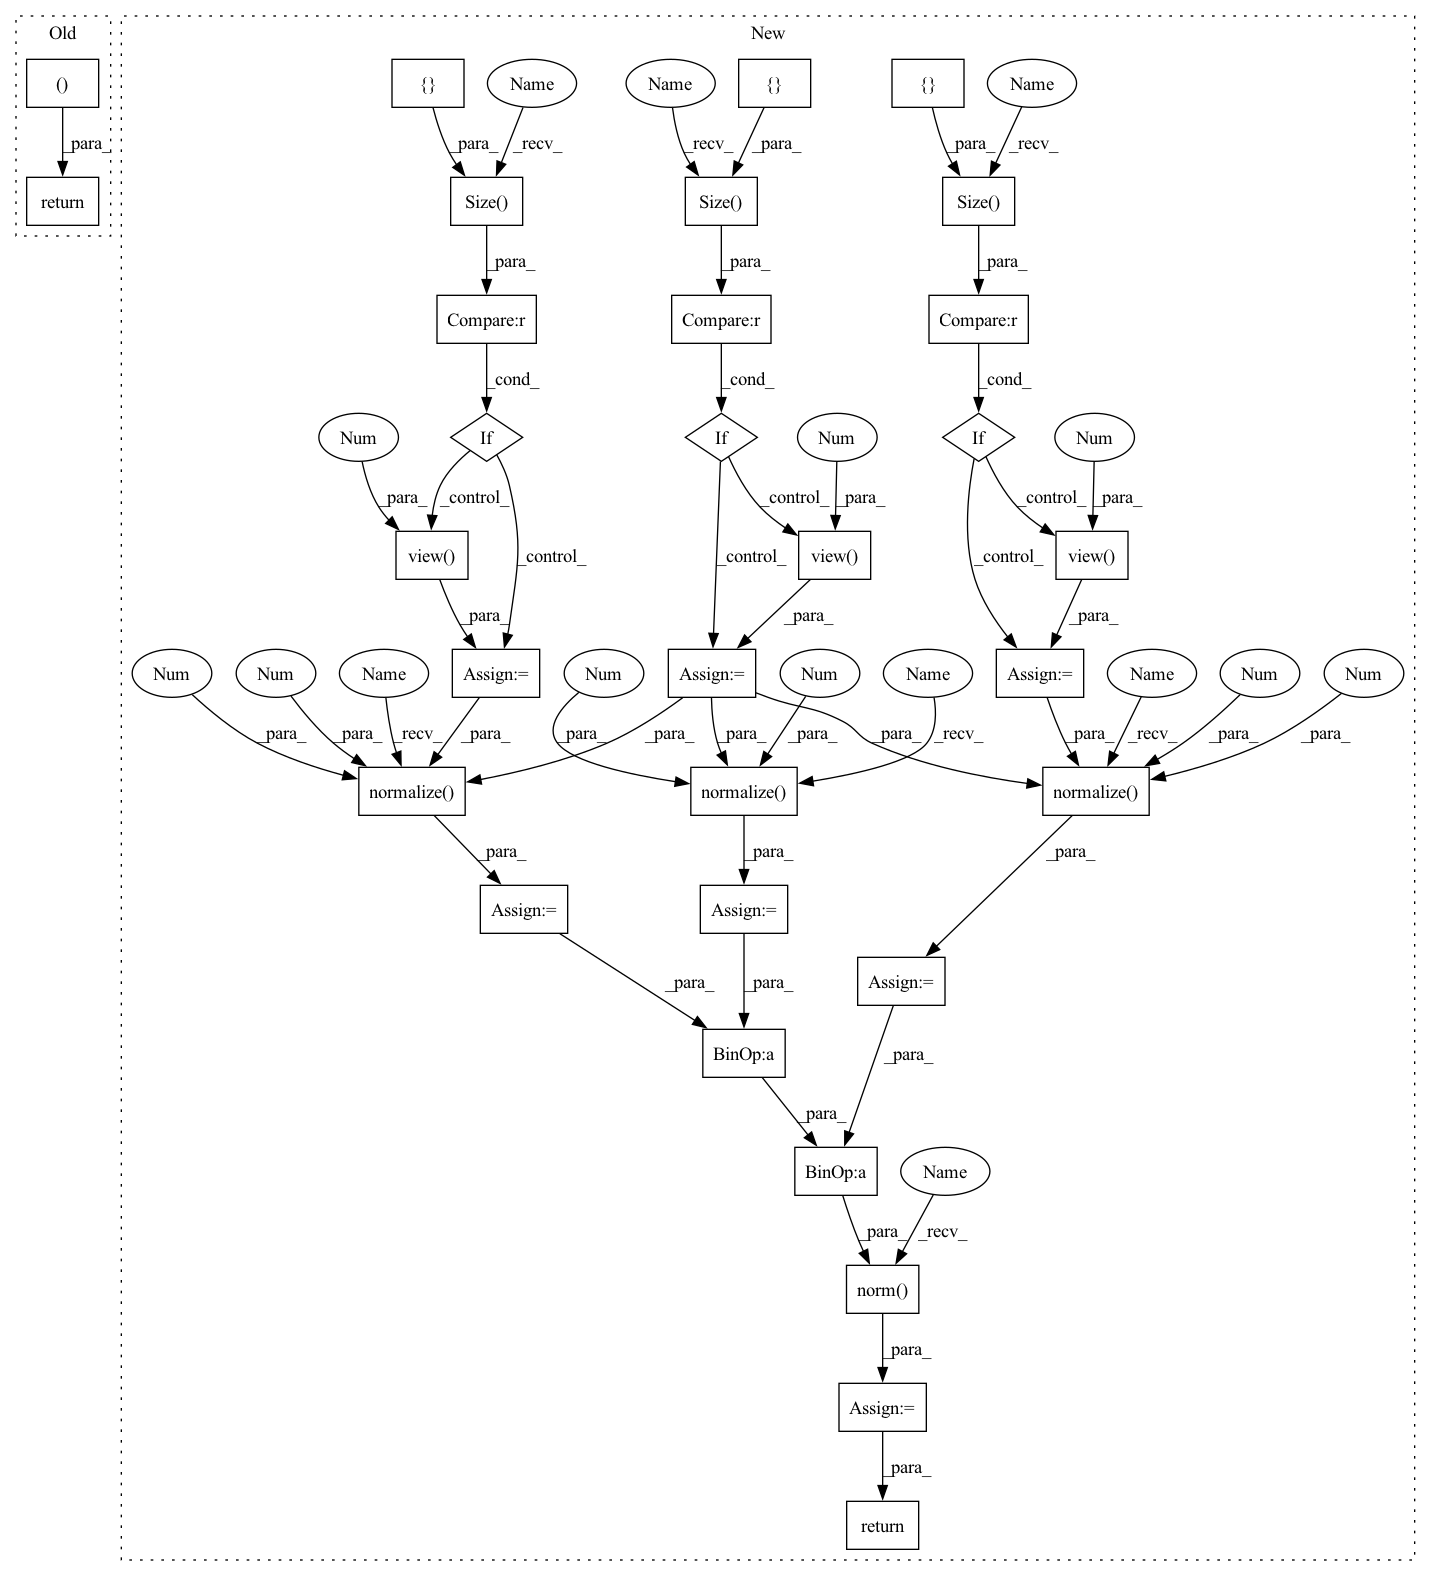 Old
New
()
{}
Name
Name
{}
{}
Name
_para_
_para_
_recv_
_recv_
_para_
_para_
_recv_
return
Size()
Size()
Size()
_para_
_para_
_para_
Compare:r
Compare:r
Compare:r
_cond_
_cond_
_cond_
Num
If
If
Num
If
Num
_para_
_control_
_control_
_para_
_control_
_para_
view()
_control_
_control_
view()
_control_
view()
_para_
_para_
_para_
Num
Num
Name
Assign:=
Num
Assign:=
Num
Name
Assign:=
Name
Num
Num
_para_
_para_
_recv_
_para_
_para_
_para_
_para_
_para_
_para_
_recv_
_para_
_recv_
_para_
_para_
normalize()
normalize()
normalize()
_para_
_para_
_para_
Assign:=
Assign:=
Assign:=
_para_
_para_
BinOp:a
_para_
_para_
BinOp:a
Name
_para_
_recv_
norm()
_para_
Assign:=
_para_
return